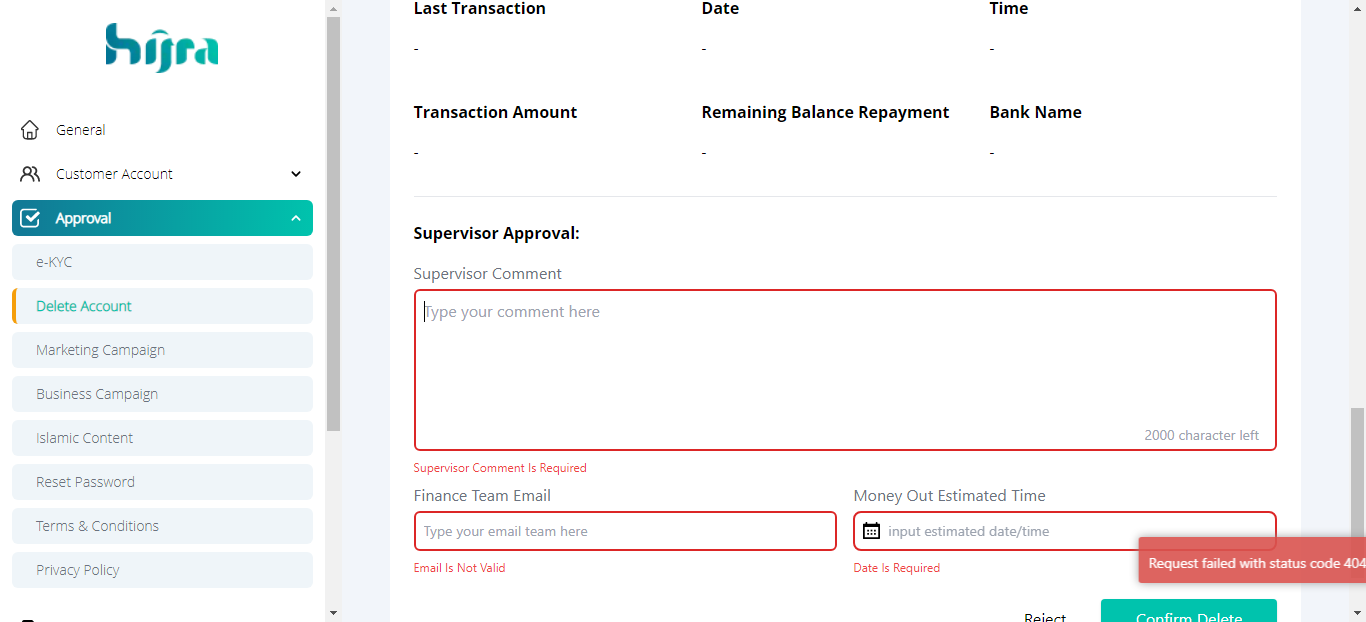 hijra
General
Customer Account
Approval
e-KYC
Delete Account
Marketing Campaign
Business Campaign
Islamic Content
Reset Password
Terms & Conditions
Privacy Policy
Last Transaction Date Time
- - -
Transaction Amount Remaining Balance Repayment Bank Name
- - -
Supervisor Approval:
Supervisor Comment
Type your comment here
2000 character left
Supervisor Comment Is Required
Finance Team Email Money Out Estimated Time
Type your email team here input estimated date/time
Email Is Not Valid Date Is Required
Request failed with status code 404
Reject Confirm Delete